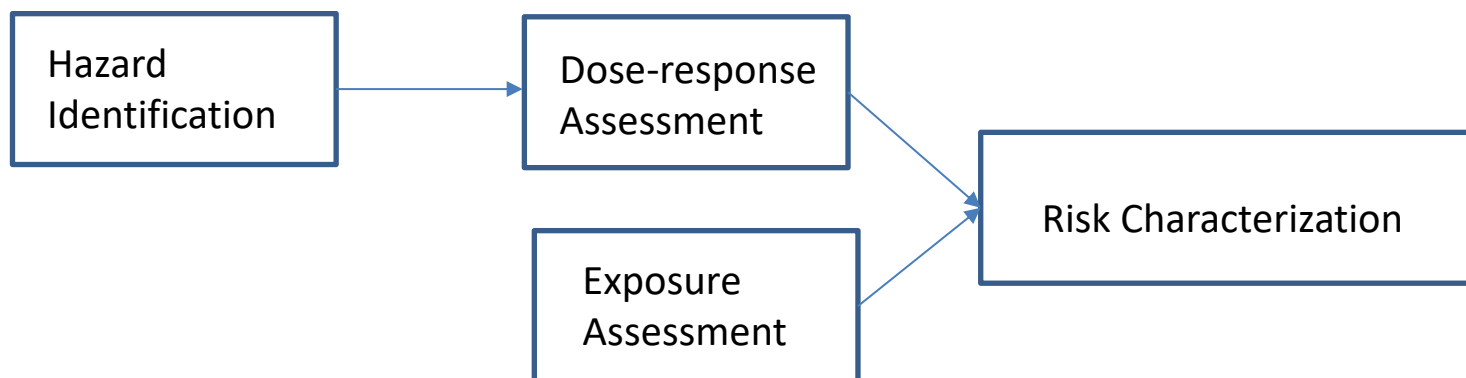 Hazard
Identification
Dose-response
Assessment
Risk Characterization
Exposure
Assessment